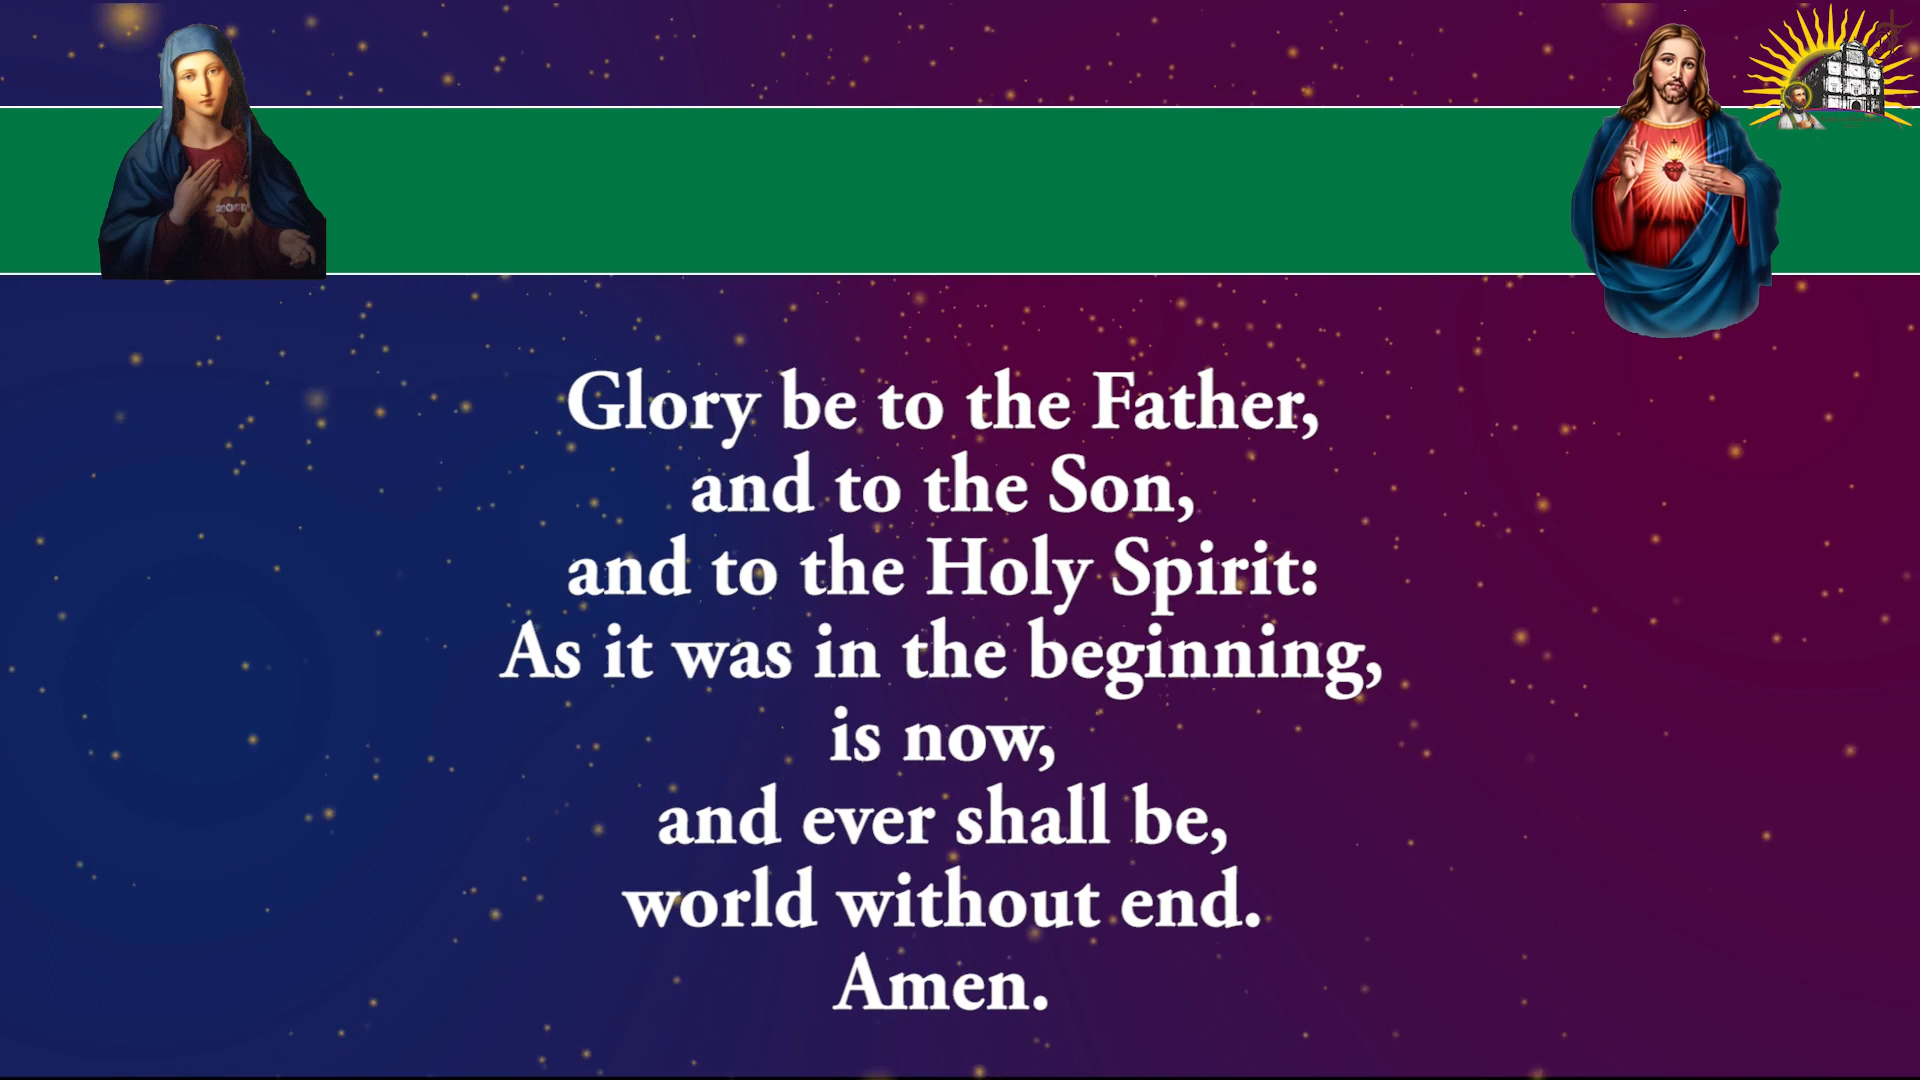 Glory be to the Father,
and to the Son,
and to the Holy Spirit:
As it was in the beginning,
is now,
and ever shall be,
world without end.
Amen.